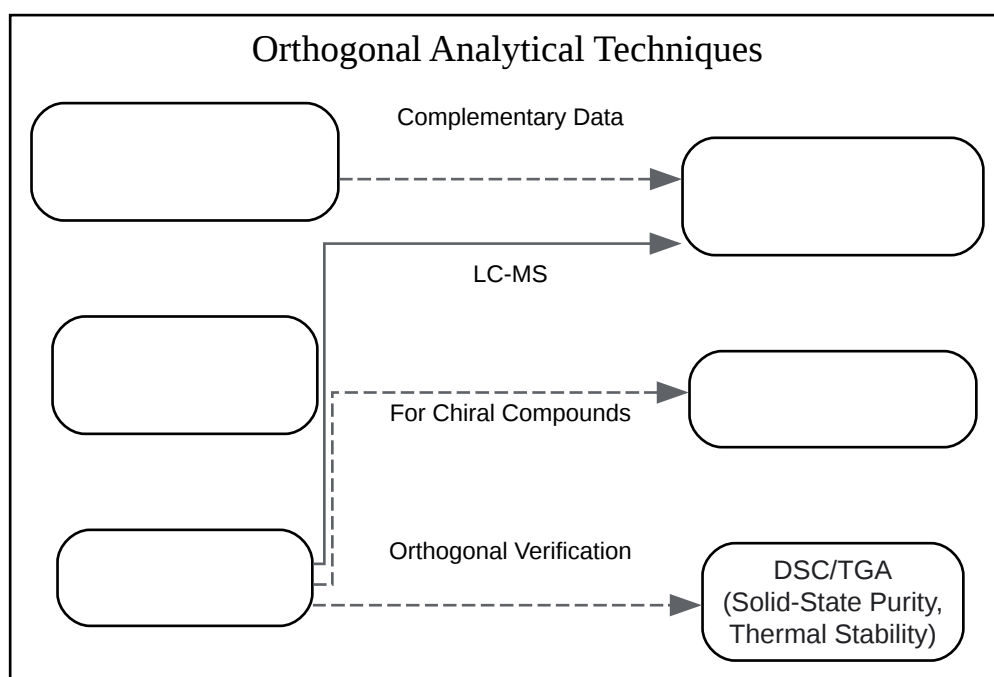 Orthogonal Analytical Techniques
Complementary Data
LC-MS
For Chiral Compounds
Orthogonal Verification
DSC/TGA
(Solid-State Purity,
Thermal Stability)